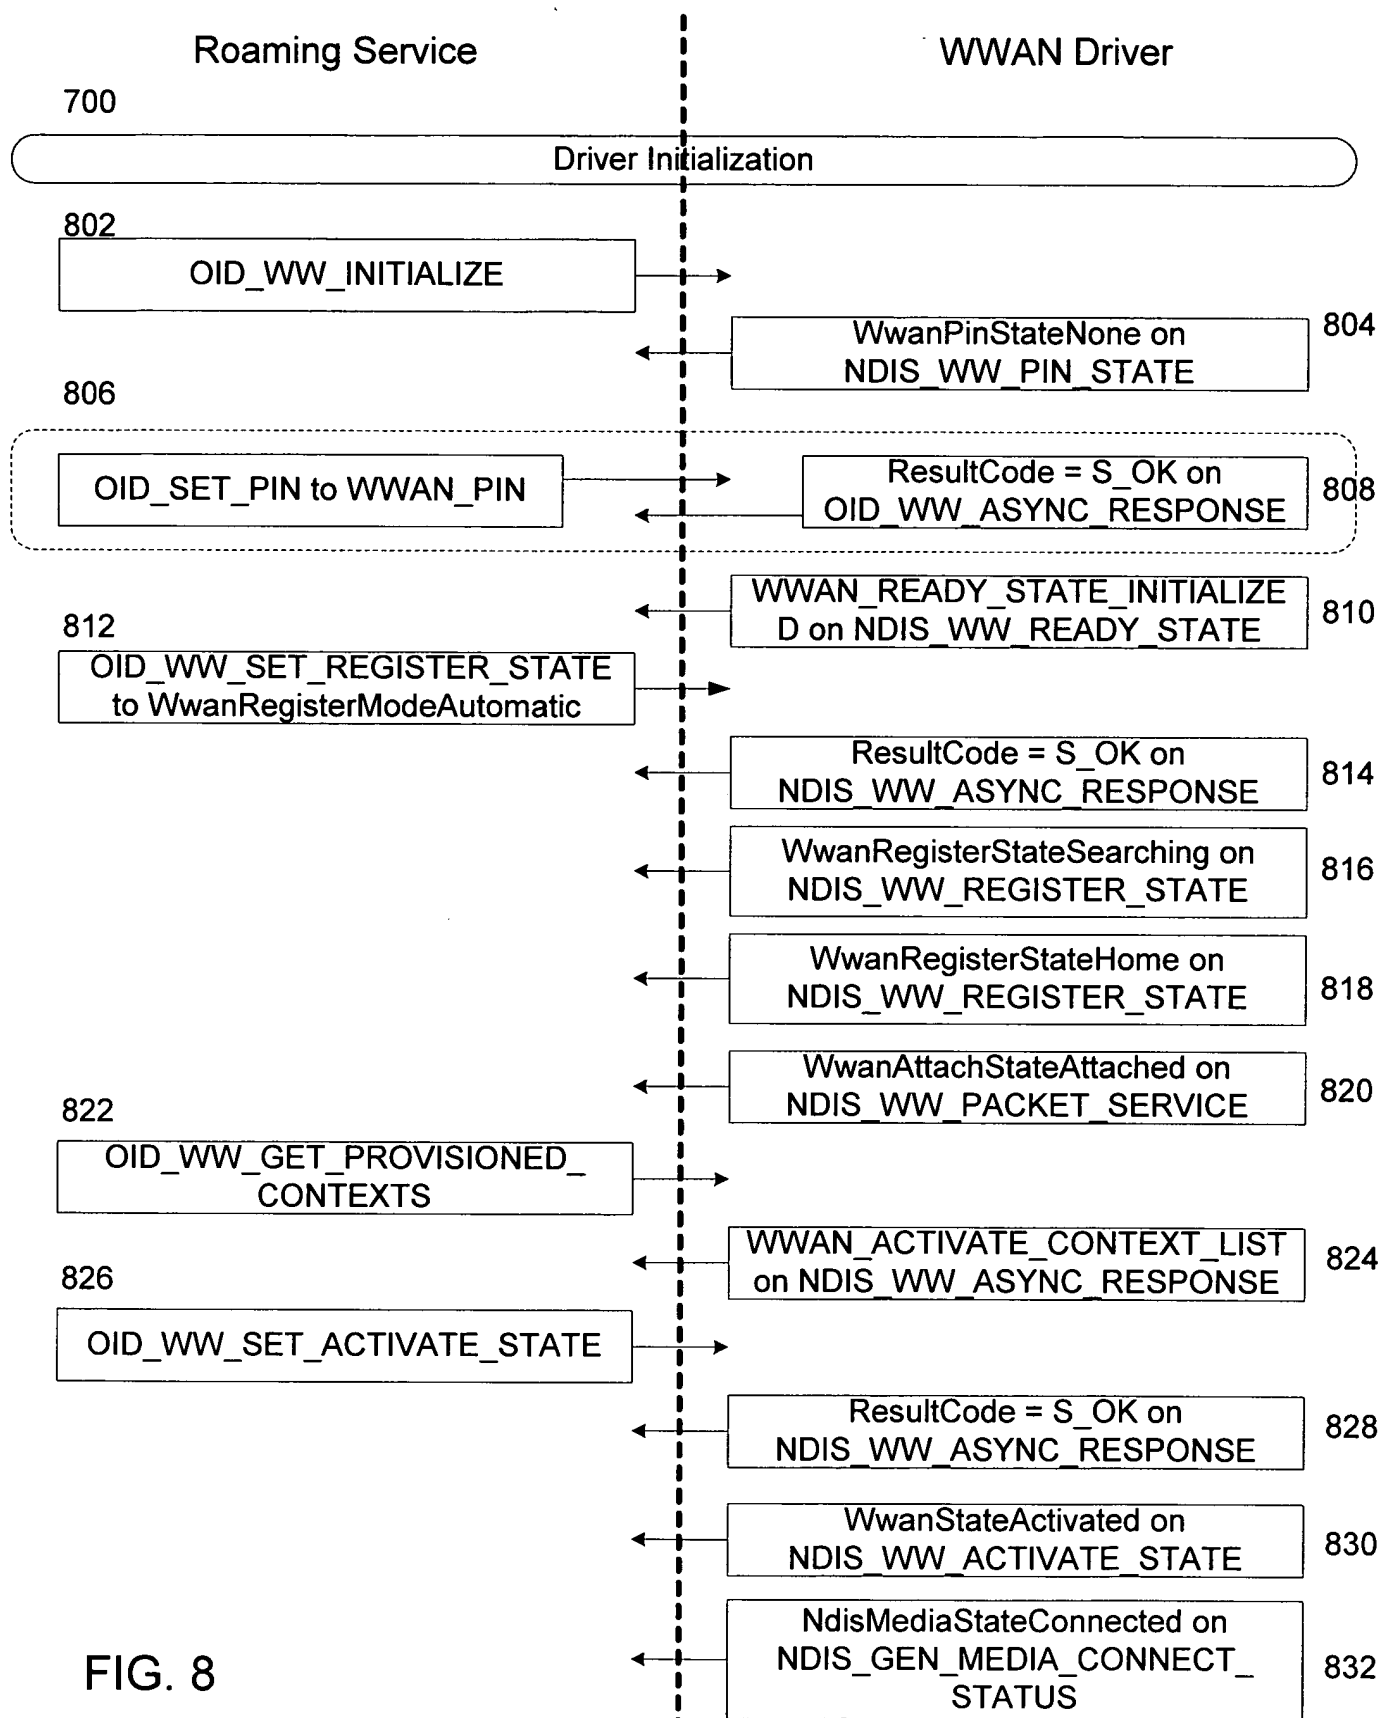 Roaming Service
WWAN Driver
700
Driver Initialization
802
OID_WW_INITIALIZE
WwanPinStateNone on
NDIS_WW_PIN_STATE
804
806
OID_SET_PIN to WWAN_PIN
ResultCode = S_OK on
OID_WW_ASYNC_RESPONSE
808
WWAN_READY_STATE_INITIALIZE
D on NDIS_WW_READY_STATE
810
812
OID_WW_SET_REGISTER_STATE
to WwanRegisterModeAutomatic
ResultCode = S_OK on
NDIS_WW_ASYNC_RESPONSE
814
WwanRegisterStateSearching on
NDIS_WW_REGISTER_STATE
816
WwanRegisterStateHome on
NDIS_WW_REGISTER_STATE
818
WwanAttachStateAttached on
NDIS_WW_PACKET_SERVICE
820
822
OID_WW_GET_PROVISIONED_
CONTEXTS
WWAN_ACTIVATE_CONTEXT_LIST
on NDIS_WW_ASYNC_RESPONSE
824
826
OID_WW_SET_ACTIVATE_STATE
ResultCode = S_OK on
NDIS_WW_ASYNC_RESPONSE
828
WwanStateActivated on
NDIS_WW_ACTIVATE_STATE
830
NdisMediaStateConnected on
NDIS_GEN_MEDIA_CONNECT_
STATUS
832
FIG. 8